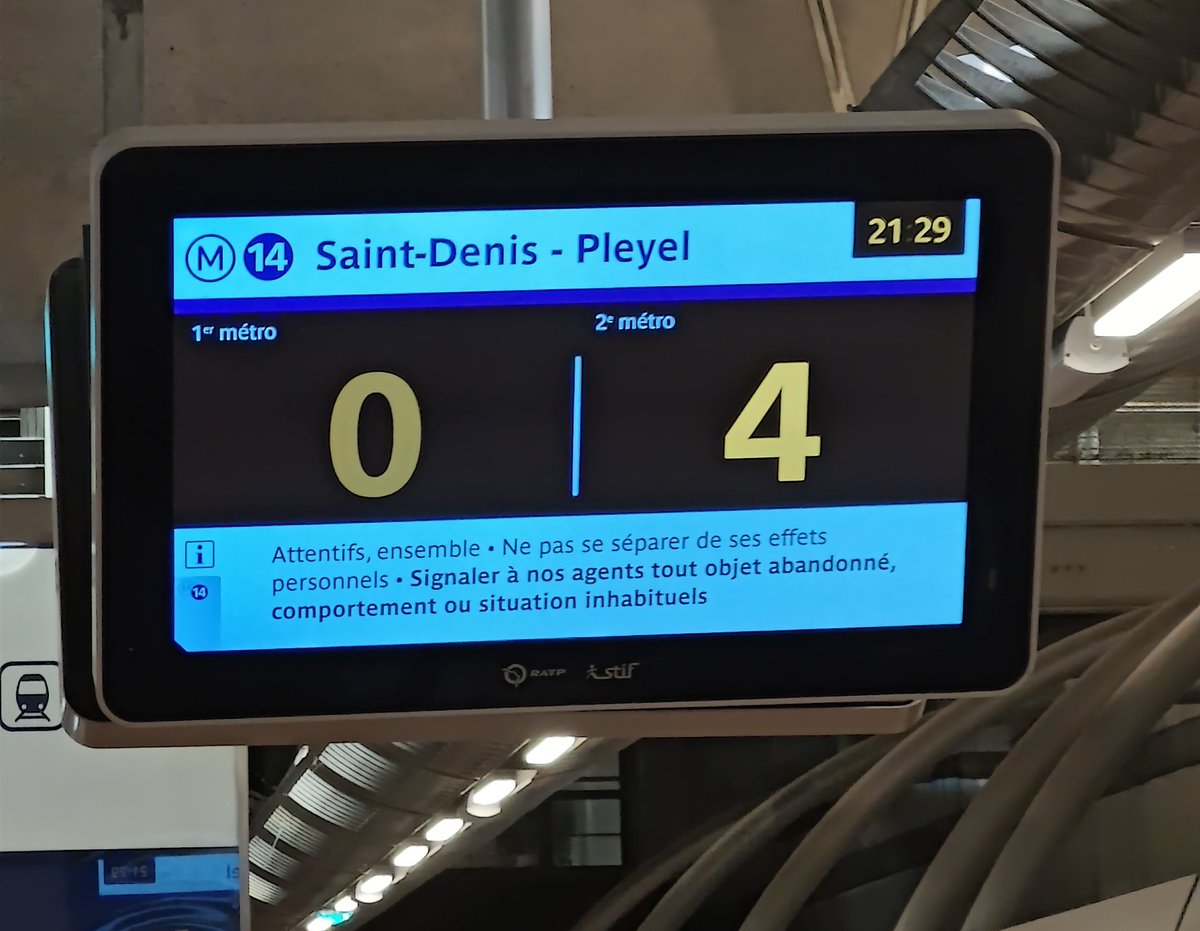 M 14 Saint-Denis - Pleyel 21:29
1er métro 2e métro
0 4
i Attentifs, ensemble • Ne pas se séparer de ses effets
14 personnels • Signaler à nos agents tout objet abandonné,
comportement ou situation inhabituels
RATP stif